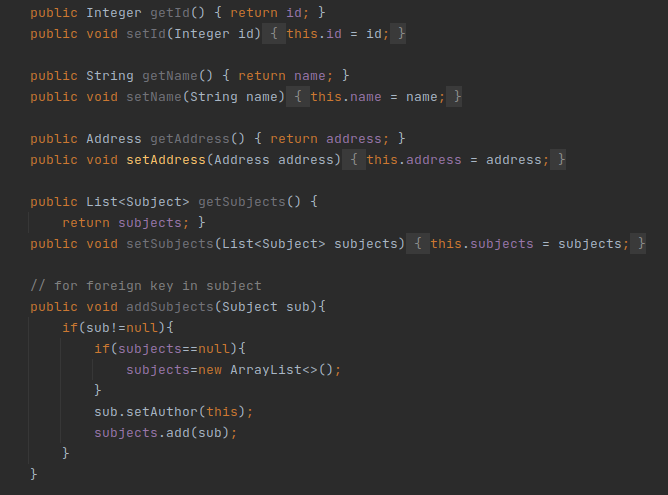 public Integer getId() { return id; }
public void setId(Integer id) { this.id = id; }
public String getName() { return name; }
public void setName(String name) { this.name = name; }
public Address getAddress() { return address; }
public void setAddress(Address address) { this.address = address; }
public List<Subject> getSubjects() {
return subjects; }
public void setSubjects(List<Subject> subjects) { this.subjects = subjects; }
// for foreign key in subject
public void addSubjects(Subject sub){
if(sub!=null){
if(subjects==null){
subjects=new ArrayList<>();
}
sub.setAuthor(this);
subjects.add(sub);
}
}